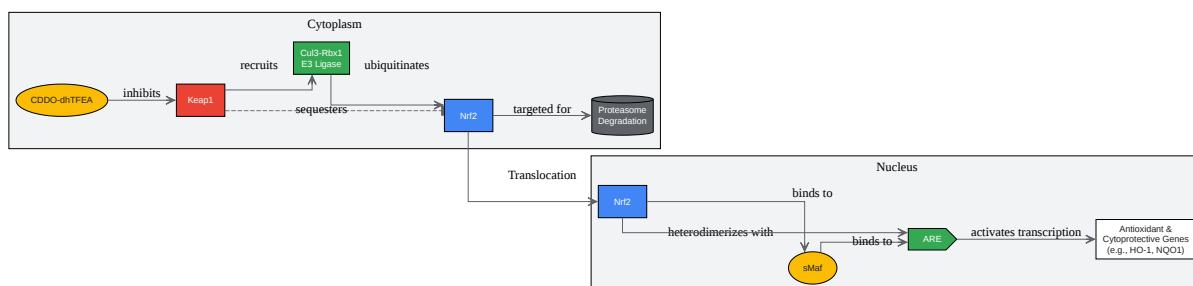 Cytoplasm
Cul3-Rbx1
E3 Ligase
recruits
ubiquitinates
CDDO-dhTFEA
inhibits
Keap1
sequesters
Nrf2
targeted for
Proteasome
Degradation
Translocation
Nucleus
Nrf2
binds to
heterodimerizes with
binds to
ARE
activates transcription
Antioxidant &
Cytoprotective Genes
(e.g., HO-1, NQO1)
sMaf